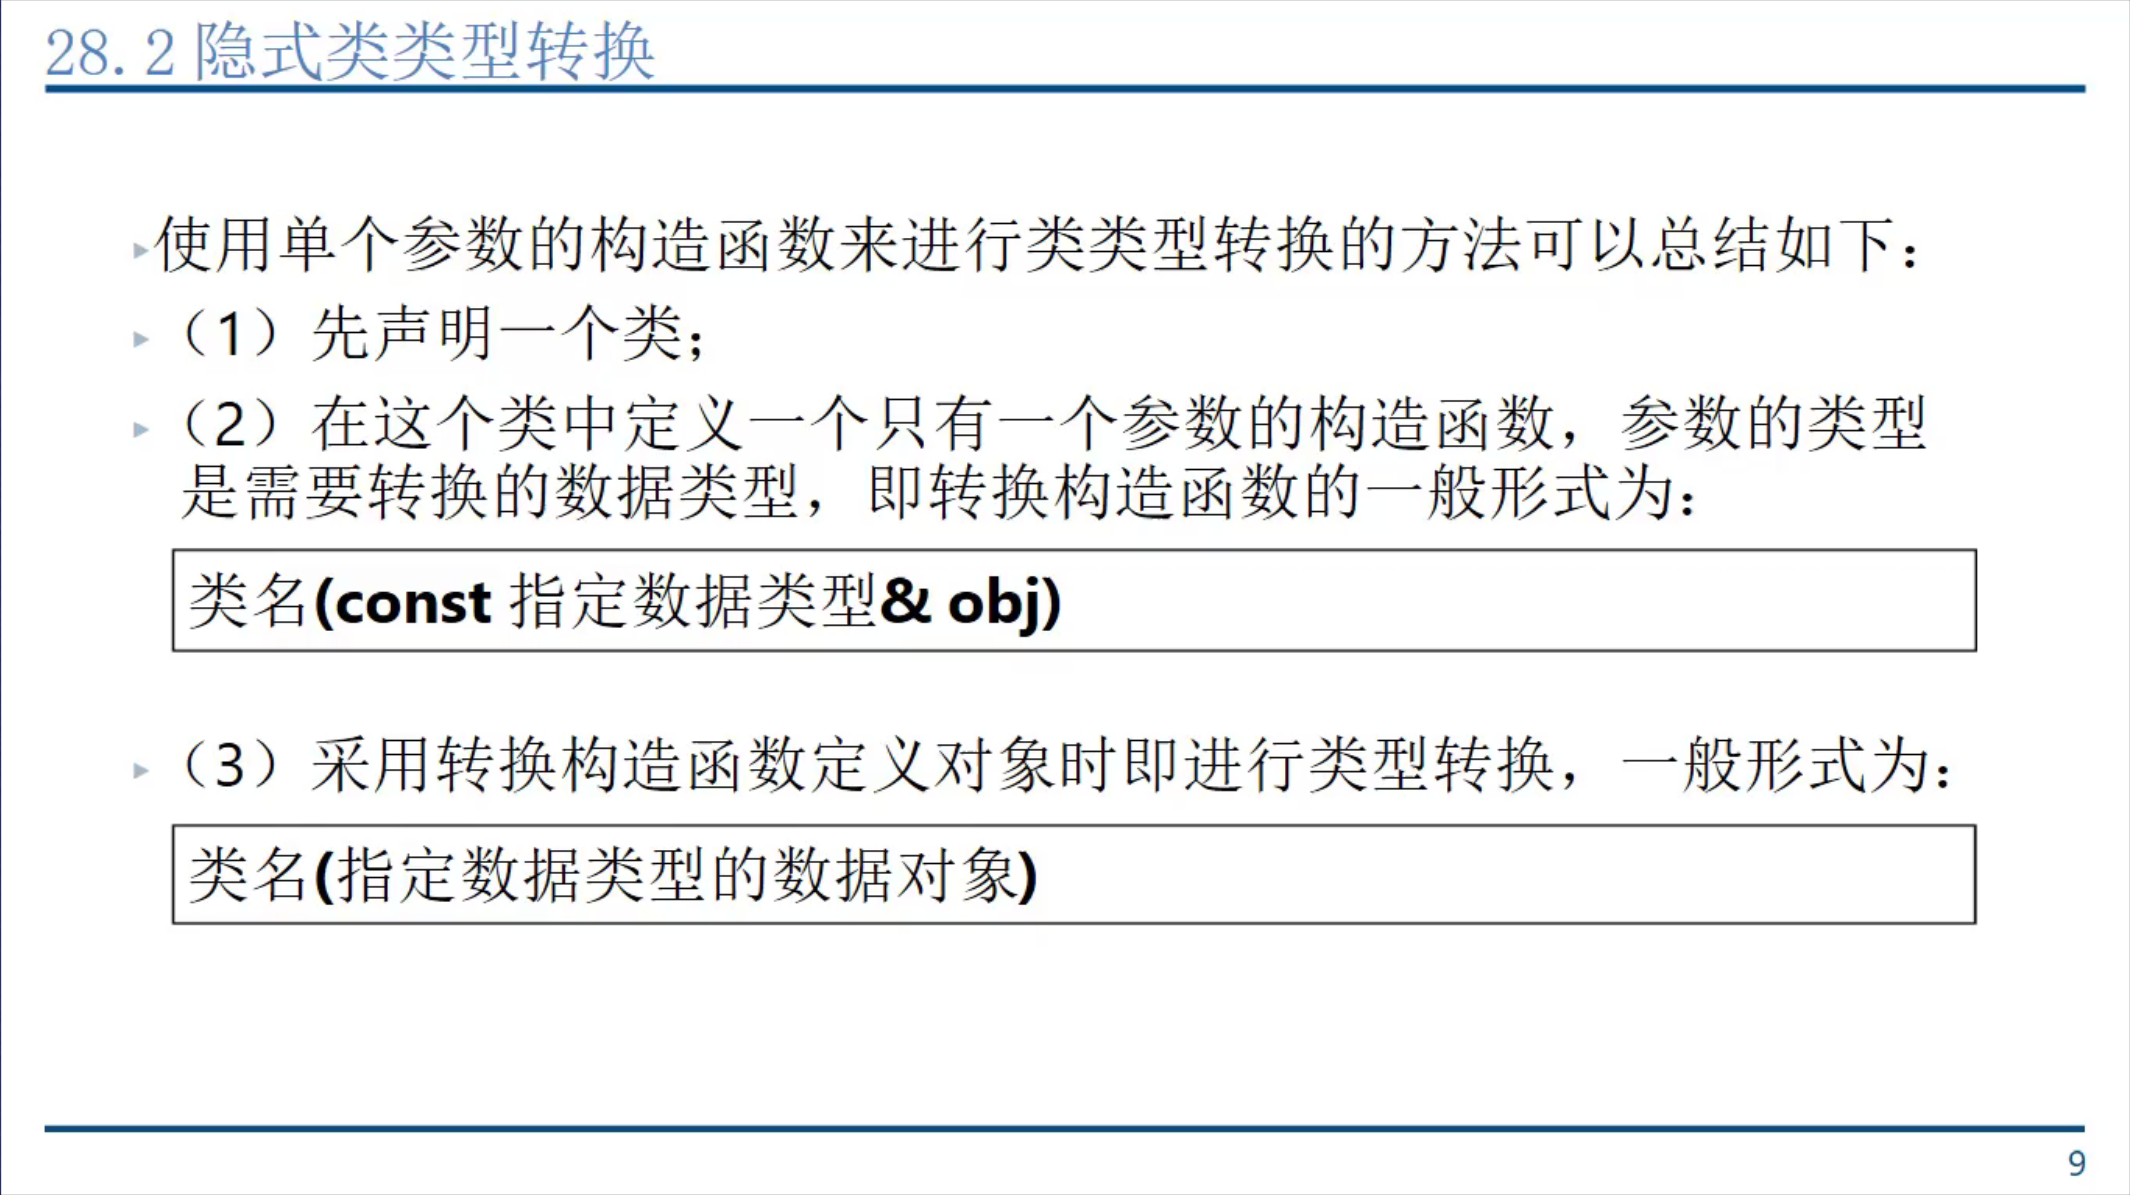 28.2 隐式类类型转换
使用单个参数的构造函数来进行类类型转换的方法可以总结如下：
（1）先声明一个类；
（2）在这个类中定义一个只有一个参数的构造函数，参数的类型
是需要转换的数据类型，即转换构造函数的一般形式为：
类名(const 指定数据类型& obj)
（3）采用转换构造函数定义对象时即进行类型转换，一般形式为：
类名(指定数据类型的数据对象)
9